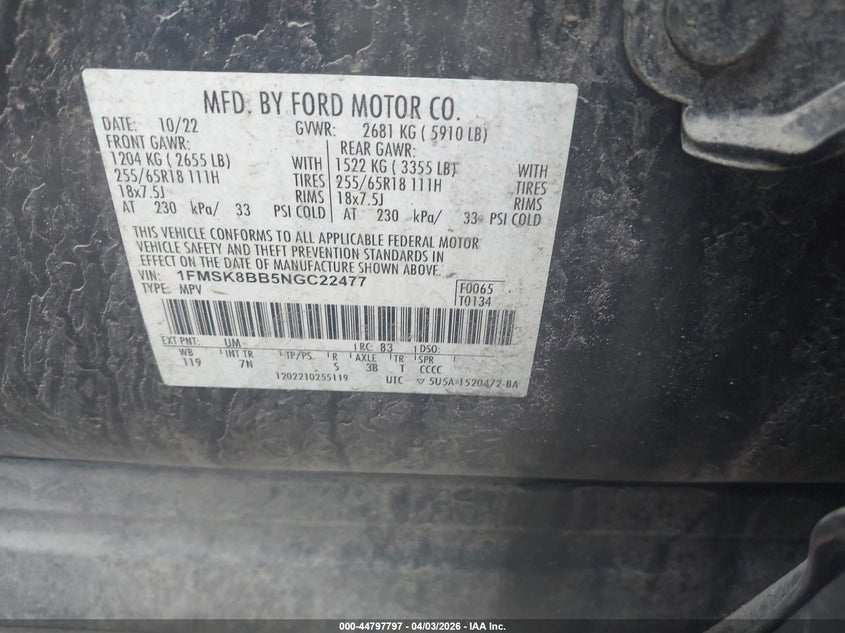 MFD. BY FORD MOTOR CO.
DATE: 10/22 GVWR: 2681 KG ( 5910 LB)
FRONT GAWR: REAR GAWR:
1204 KG ( 2655 LB) WITH 1522 KG ( 3355 LB) WITH
255/65R18 111H TIRES 255/65R18 111H TIRES
18x7.5J RIMS 18x7.5J RIMS
AT 230 kPa/ 33 PSI COLD AT 230 kPa/ 33 PSI COLD
THIS VEHICLE CONFORMS TO ALL APPLICABLE FEDERAL MOTOR
VEHICLE SAFETY AND THEFT PREVENTION STANDARDS IN
EFFECT ON THE DATE OF MANUFACTURE SHOWN ABOVE.
VIN: 1FMSK8BB5NGC22477 F0065
TYPE: MPV T0134
EXT PNT: UM RC: 83 DSO:
WB INT TR TP/PS R AXLE TR SPR
119 7N S 3B T CCCC
1202210255119 UTC ▽ 5U5A-1520472-BA
000-44797797 - 04/03/2026 - IAA Inc.